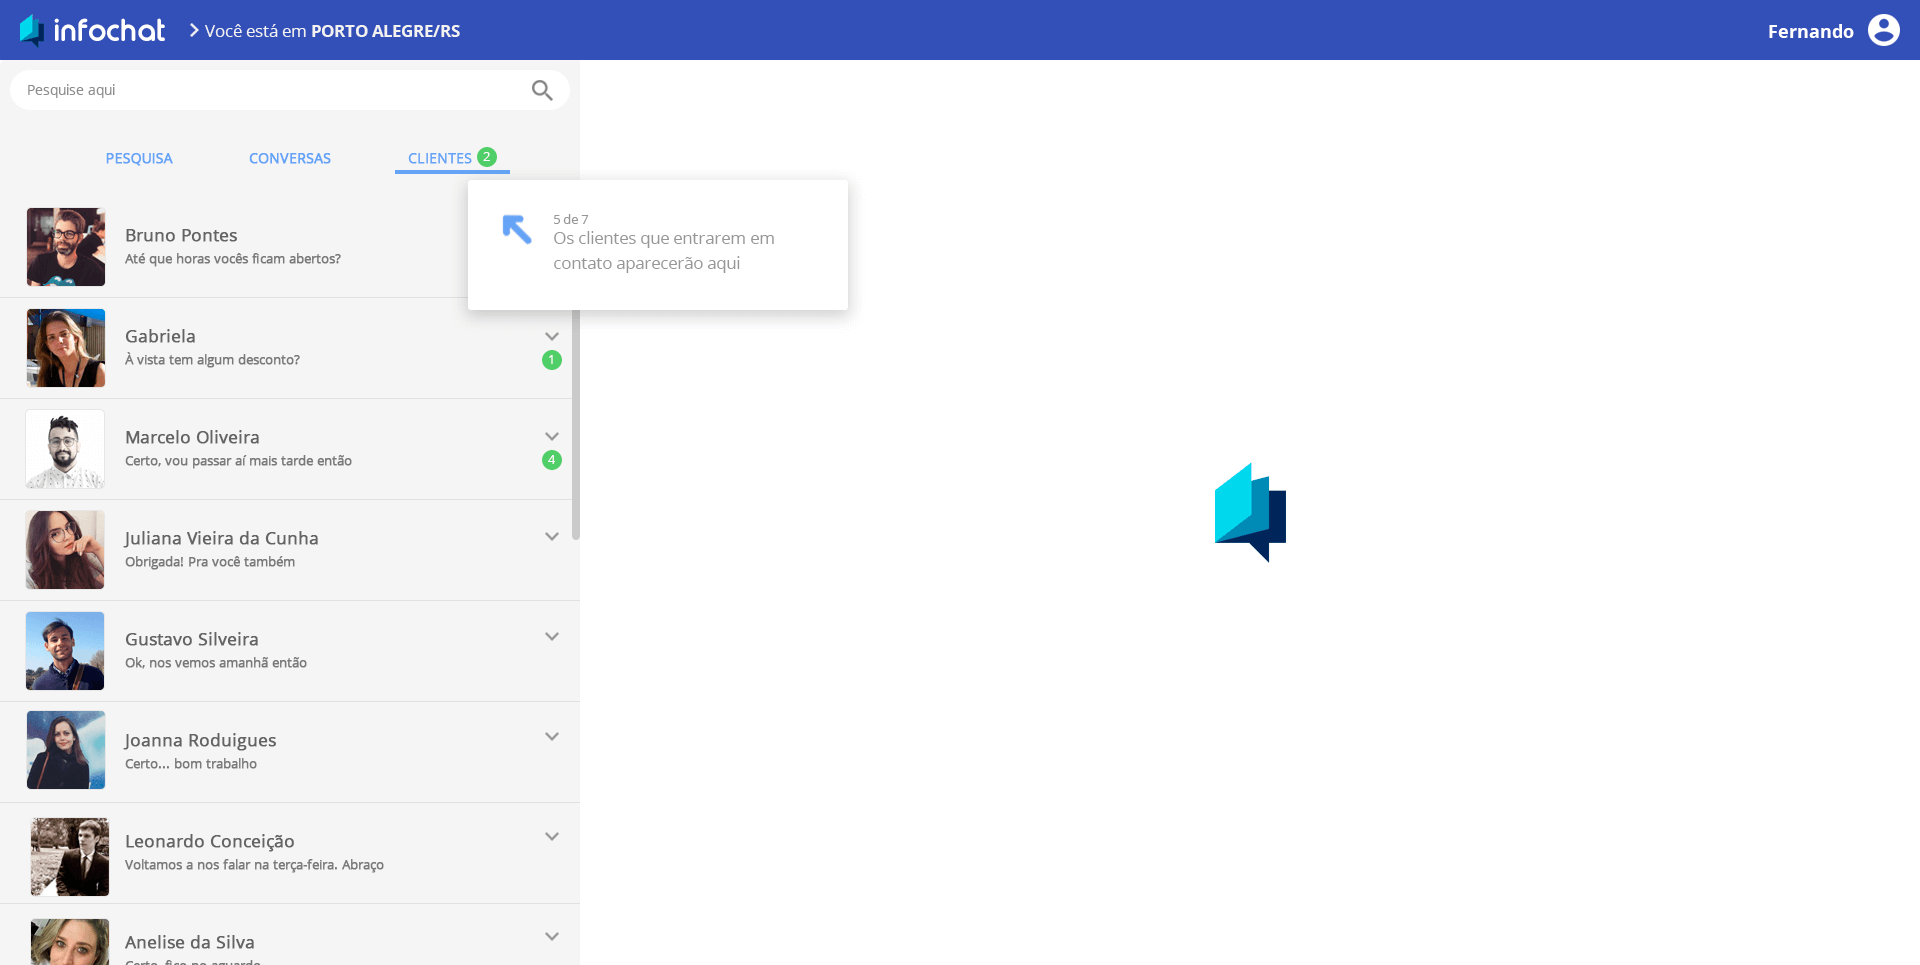 infochat
Você está em PORTO ALEGRE/RS
Fernando
Pesquise aqui
PESQUISA
CONVERSAS
CLIENTES 2
5 de 7
Os clientes que entrarem em
contato aparecerão aqui
Bruno Pontes
Até que horas vocês ficam abertos?
Gabriela
À vista tem algum desconto?
1
Marcelo Oliveira
Certo, vou passar aí mais tarde então
4
Juliana Vieira da Cunha
Obrigada! Pra você também
Gustavo Silveira
Ok, nos vemos amanhã então
Joanna Roduigues
Certo... bom trabalho
Leonardo Conceição
Voltamos a nos falar na terça-feira. Abraço
Anelise da Silva
Certo, fico no aguardo